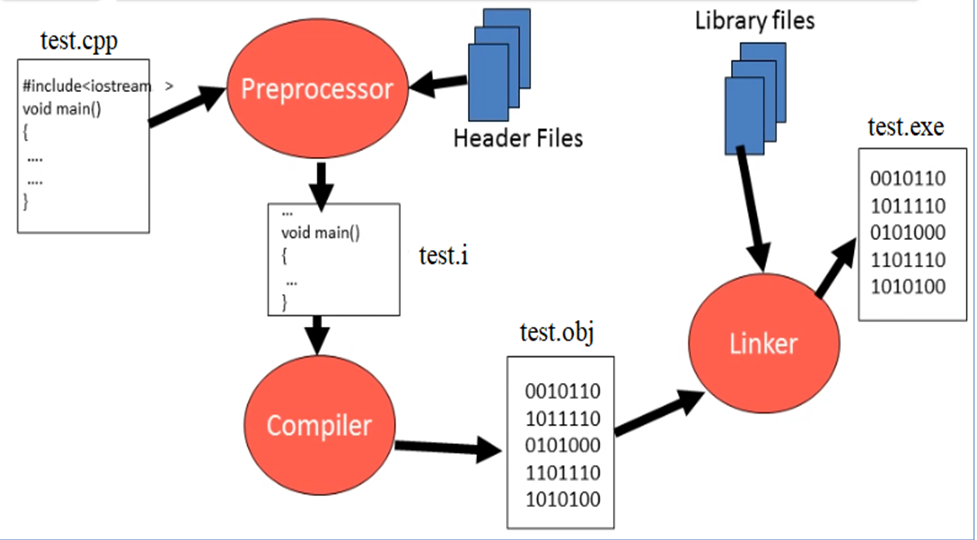 test.cpp
#include<iostream >
void main()
{
....
....
}
Preprocessor
Header Files
...
void main()
{
...
}
test.i
Compiler
test.obj
0010110
1011110
0101000
1101110
1010100
Library files
Linker
test.exe
0010110
1011110
0101000
1101110
1010100